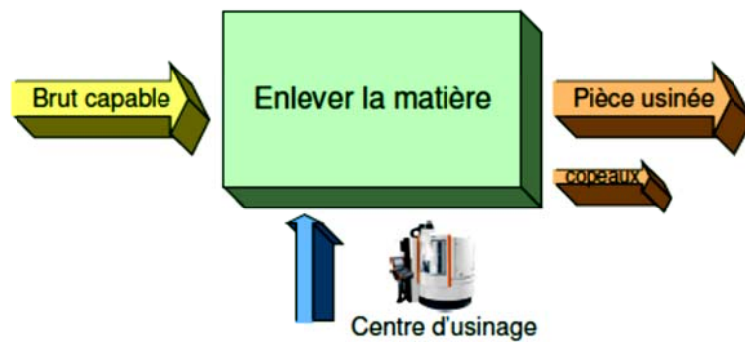 Brut capable
Enlever la matière
Pièce usinée
copeaux
Centre d'usinage